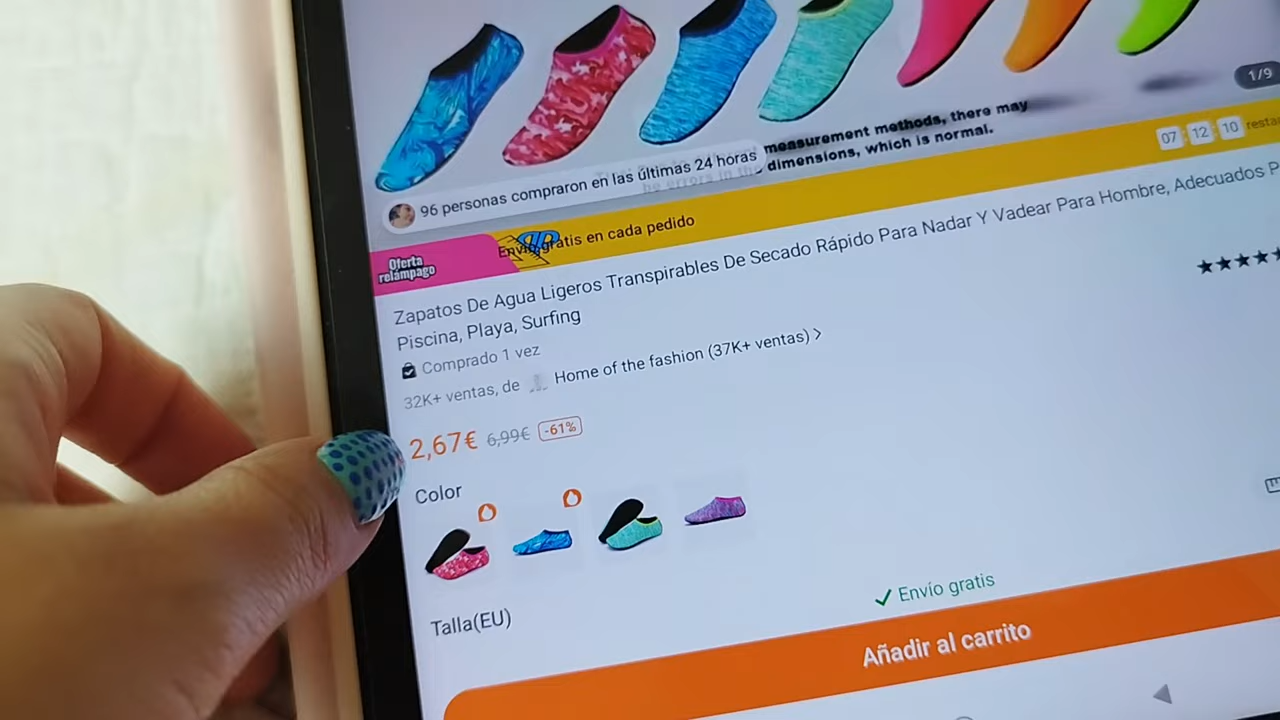 1/9
measurement methods, there may
dimensions, which is normal.
96 personas compraron en las últimas 24 horas
07 12 10 resta
Oferta relámpago
Envío gratis en cada pedido
Zapatos De Agua Ligeros Transpirables De Secado Rápido Para Nadar Y Vadear Para Hombre, Adecuados P
Piscina, Playa, Surfing
Comprado 1 vez
32K+ ventas, de Home of the fashion (37K+ ventas) >
2,67€ 6,99€ -61%
Color
Talla(EU)
Envío gratis
Añadir al carrito